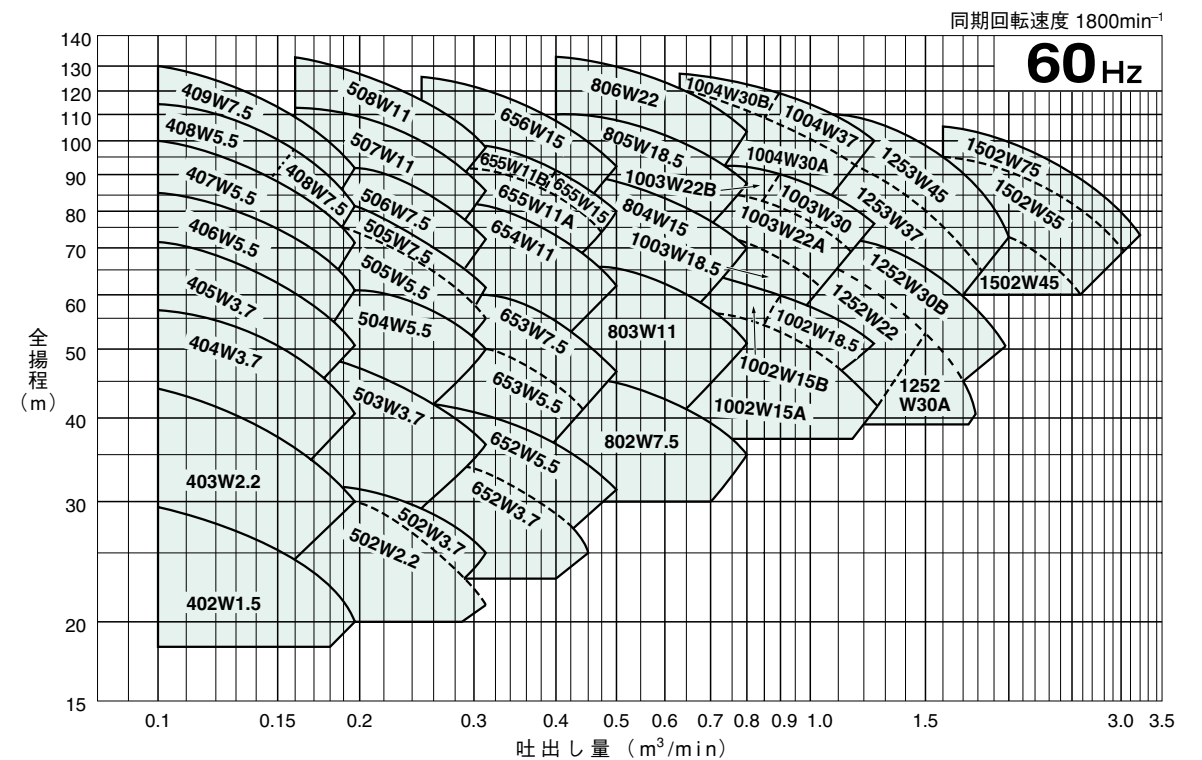 同期回転速度 1800min⁻¹
60Hz
140
130
120
110
100
90
80
70
60
50
40
30
20
15
全揚程
(m)
409W7.5
408W5.5
408W7.5
407W5.5
406W5.5
405W3.7
404W3.7
403W2.2
402W1.5
508W11
507W11
506W7.5
505W7.5
505W5.5
504W5.5
503W3.7
502W3.7
502W2.2
656W15
655W11B
655W15
655W11A
654W11
653W7.5
653W5.5
652W5.5
652W3.7
806W22
805W18.5
804W15
803W11
802W7.5
1004W30B
1004W37
1004W30A
1003W22B
1003W30
1003W22A
1003W18.5
1002W18.5
1002W15B
1002W15A
1253W45
1253W37
1252W30B
1252W22
1252
W30A
1502W75
1502W55
1502W45
0.1 0.15 0.2 0.3 0.4 0.5 0.6 0.7 0.8 0.9 1.0 1.5 3.0 3.5
吐出し量 (m³/min)